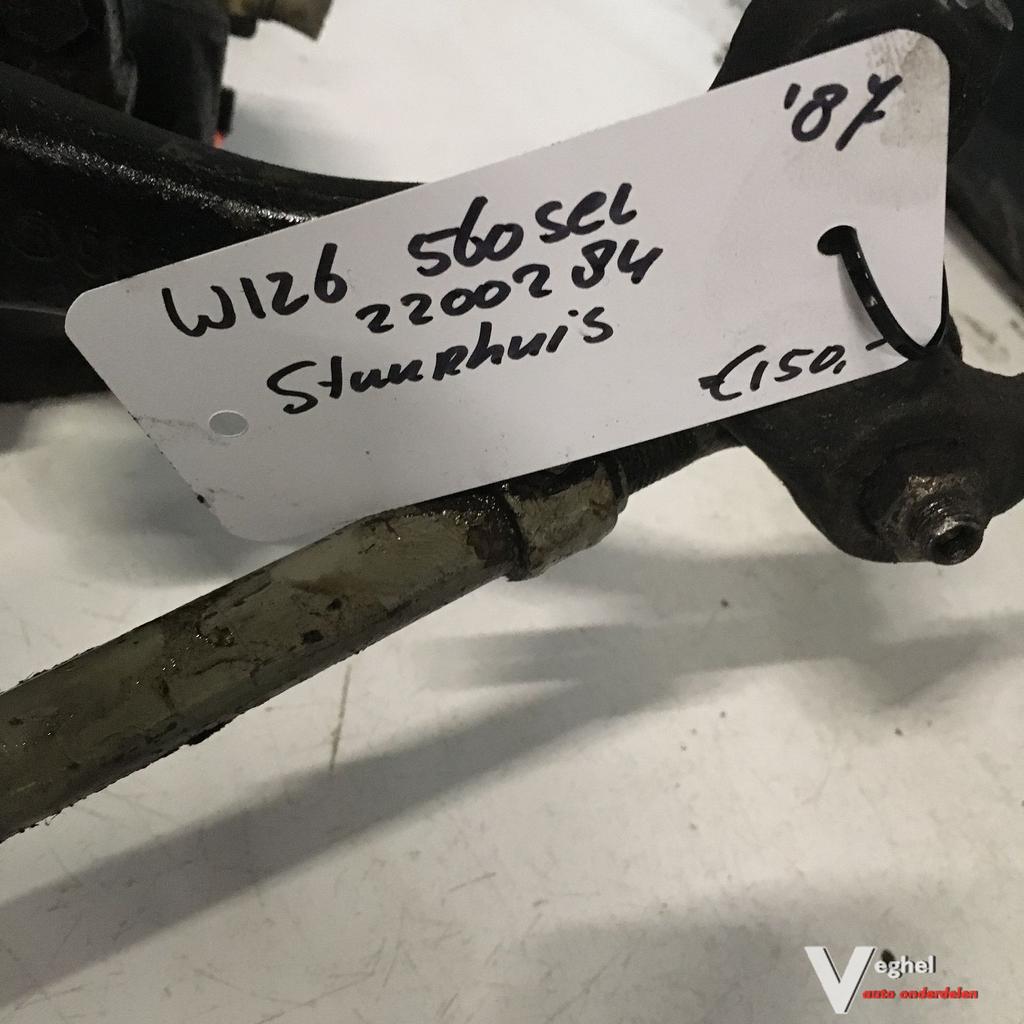 '87
W126 560sel
2200284
Stuurhuis
€150,-
Veghel
auto onderdelen